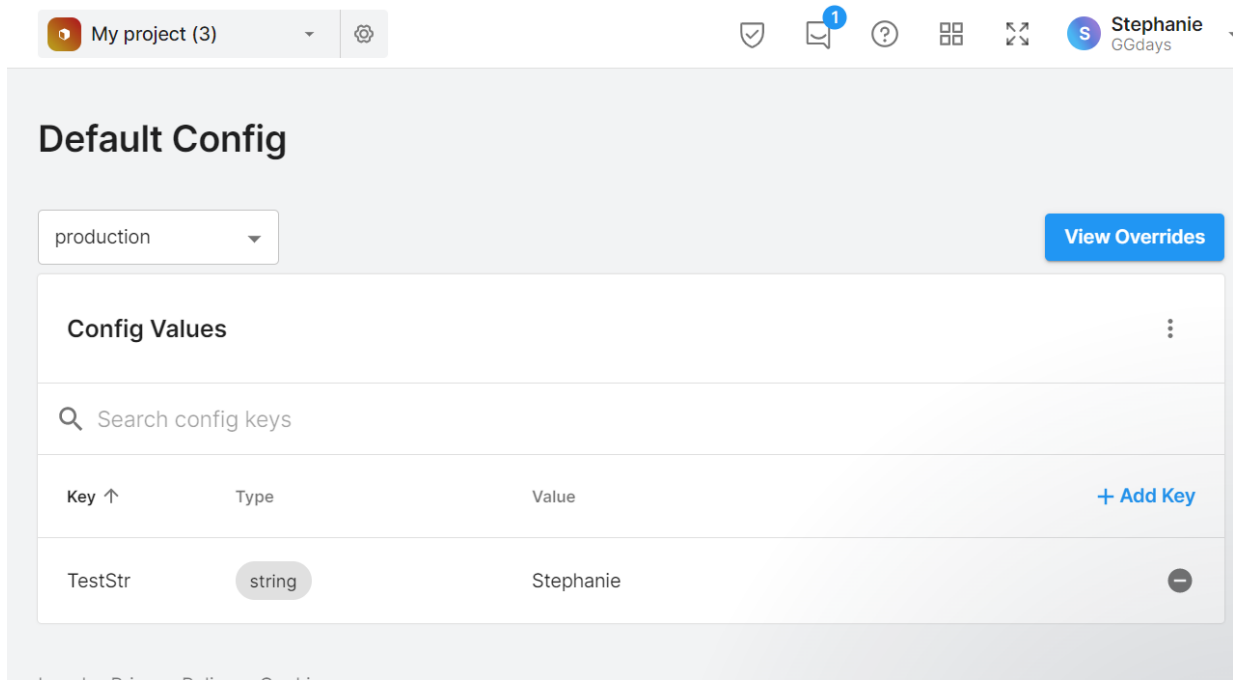 My project (3)
1
S
Stephanie
GGdays
Default Config
production
View Overrides
Config Values
Search config keys
Key Type Value + Add Key
TestStr string Stephanie